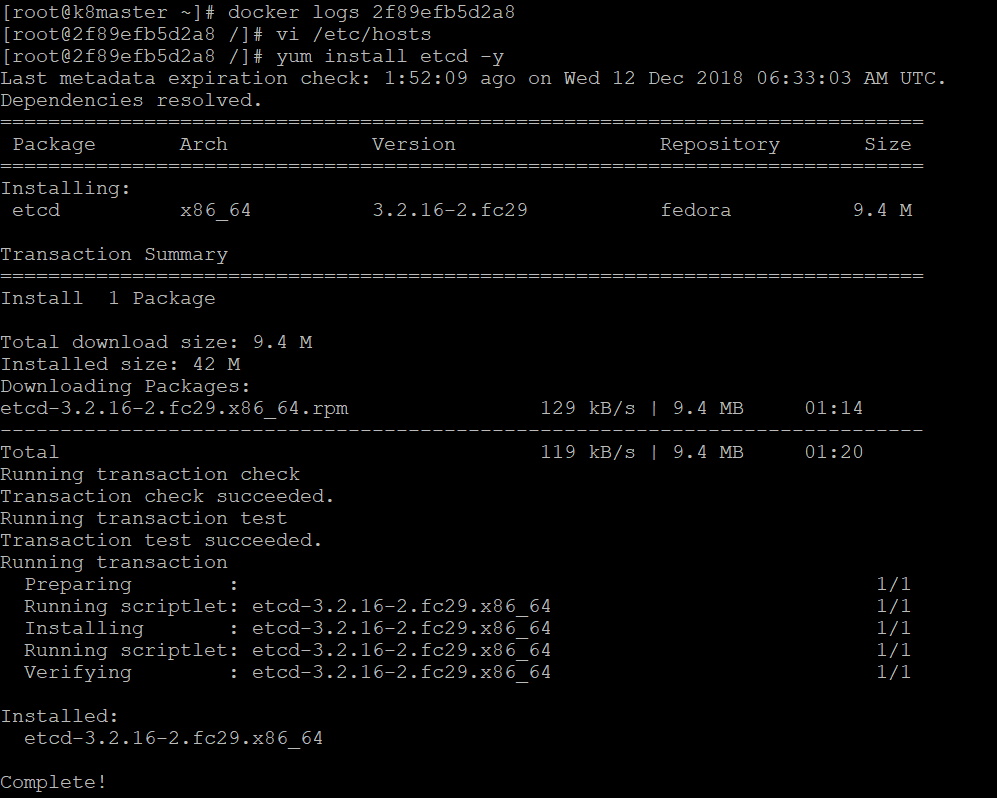 [root@k8master ~]# docker logs 2f89efb5d2a8
[root@2f89efb5d2a8 /]# vi /etc/hosts
[root@2f89efb5d2a8 /]# yum install etcd -y
Last metadata expiration check: 1:52:09 ago on Wed 12 Dec 2018 06:33:03 AM UTC.
Dependencies resolved.
=============================================================================
 Package       Arch            Version                 Repository       Size
=============================================================================
Installing:
 etcd          x86_64          3.2.16-2.fc29           fedora          9.4 M

Transaction Summary
=============================================================================
Install  1 Package

Total download size: 9.4 M
Installed size: 42 M
Downloading Packages:
etcd-3.2.16-2.fc29.x86_64.rpm                129 kB/s | 9.4 MB     01:14
-----------------------------------------------------------------------------
Total                                        119 kB/s | 9.4 MB     01:20
Running transaction check
Transaction check succeeded.
Running transaction test
Transaction test succeeded.
Running transaction
  Preparing        :                                                     1/1
  Running scriptlet: etcd-3.2.16-2.fc29.x86_64                           1/1
  Installing       : etcd-3.2.16-2.fc29.x86_64                           1/1
  Running scriptlet: etcd-3.2.16-2.fc29.x86_64                           1/1
  Verifying        : etcd-3.2.16-2.fc29.x86_64                           1/1

Installed:
  etcd-3.2.16-2.fc29.x86_64

Complete!